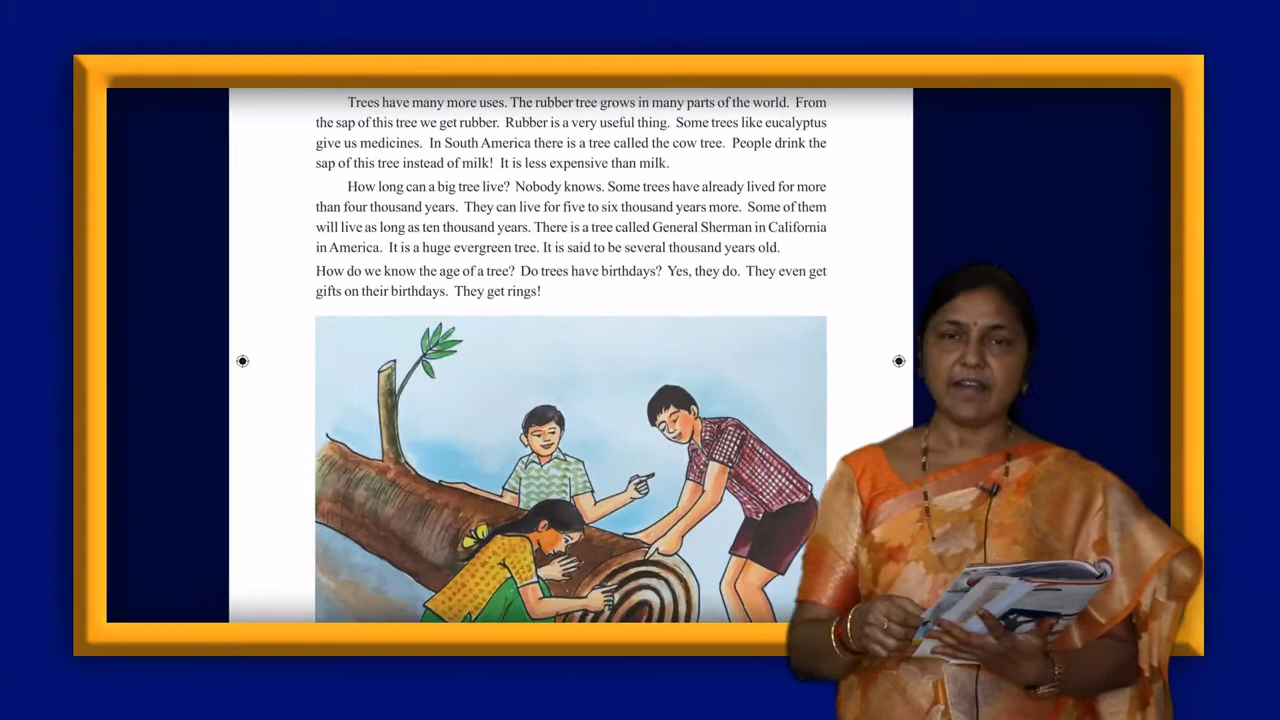 Trees have many more uses. The rubber tree grows in many parts of the world. From
the sap of this tree we get rubber. Rubber is a very useful thing. Some trees like eucalyptus
give us medicines. In South America there is a tree called the cow tree. People drink the
sap of this tree instead of milk! It is less expensive than milk.
How long can a big tree live? Nobody knows. Some trees have already lived for more
than four thousand years. They can live for five to six thousand years more. Some of them
will live as long as ten thousand years. There is a tree called General Sherman in California
in America. It is a huge evergreen tree. It is said to be several thousand years old.
How do we know the age of a tree? Do trees have birthdays? Yes, they do. They even get
gifts on their birthdays. They get rings!